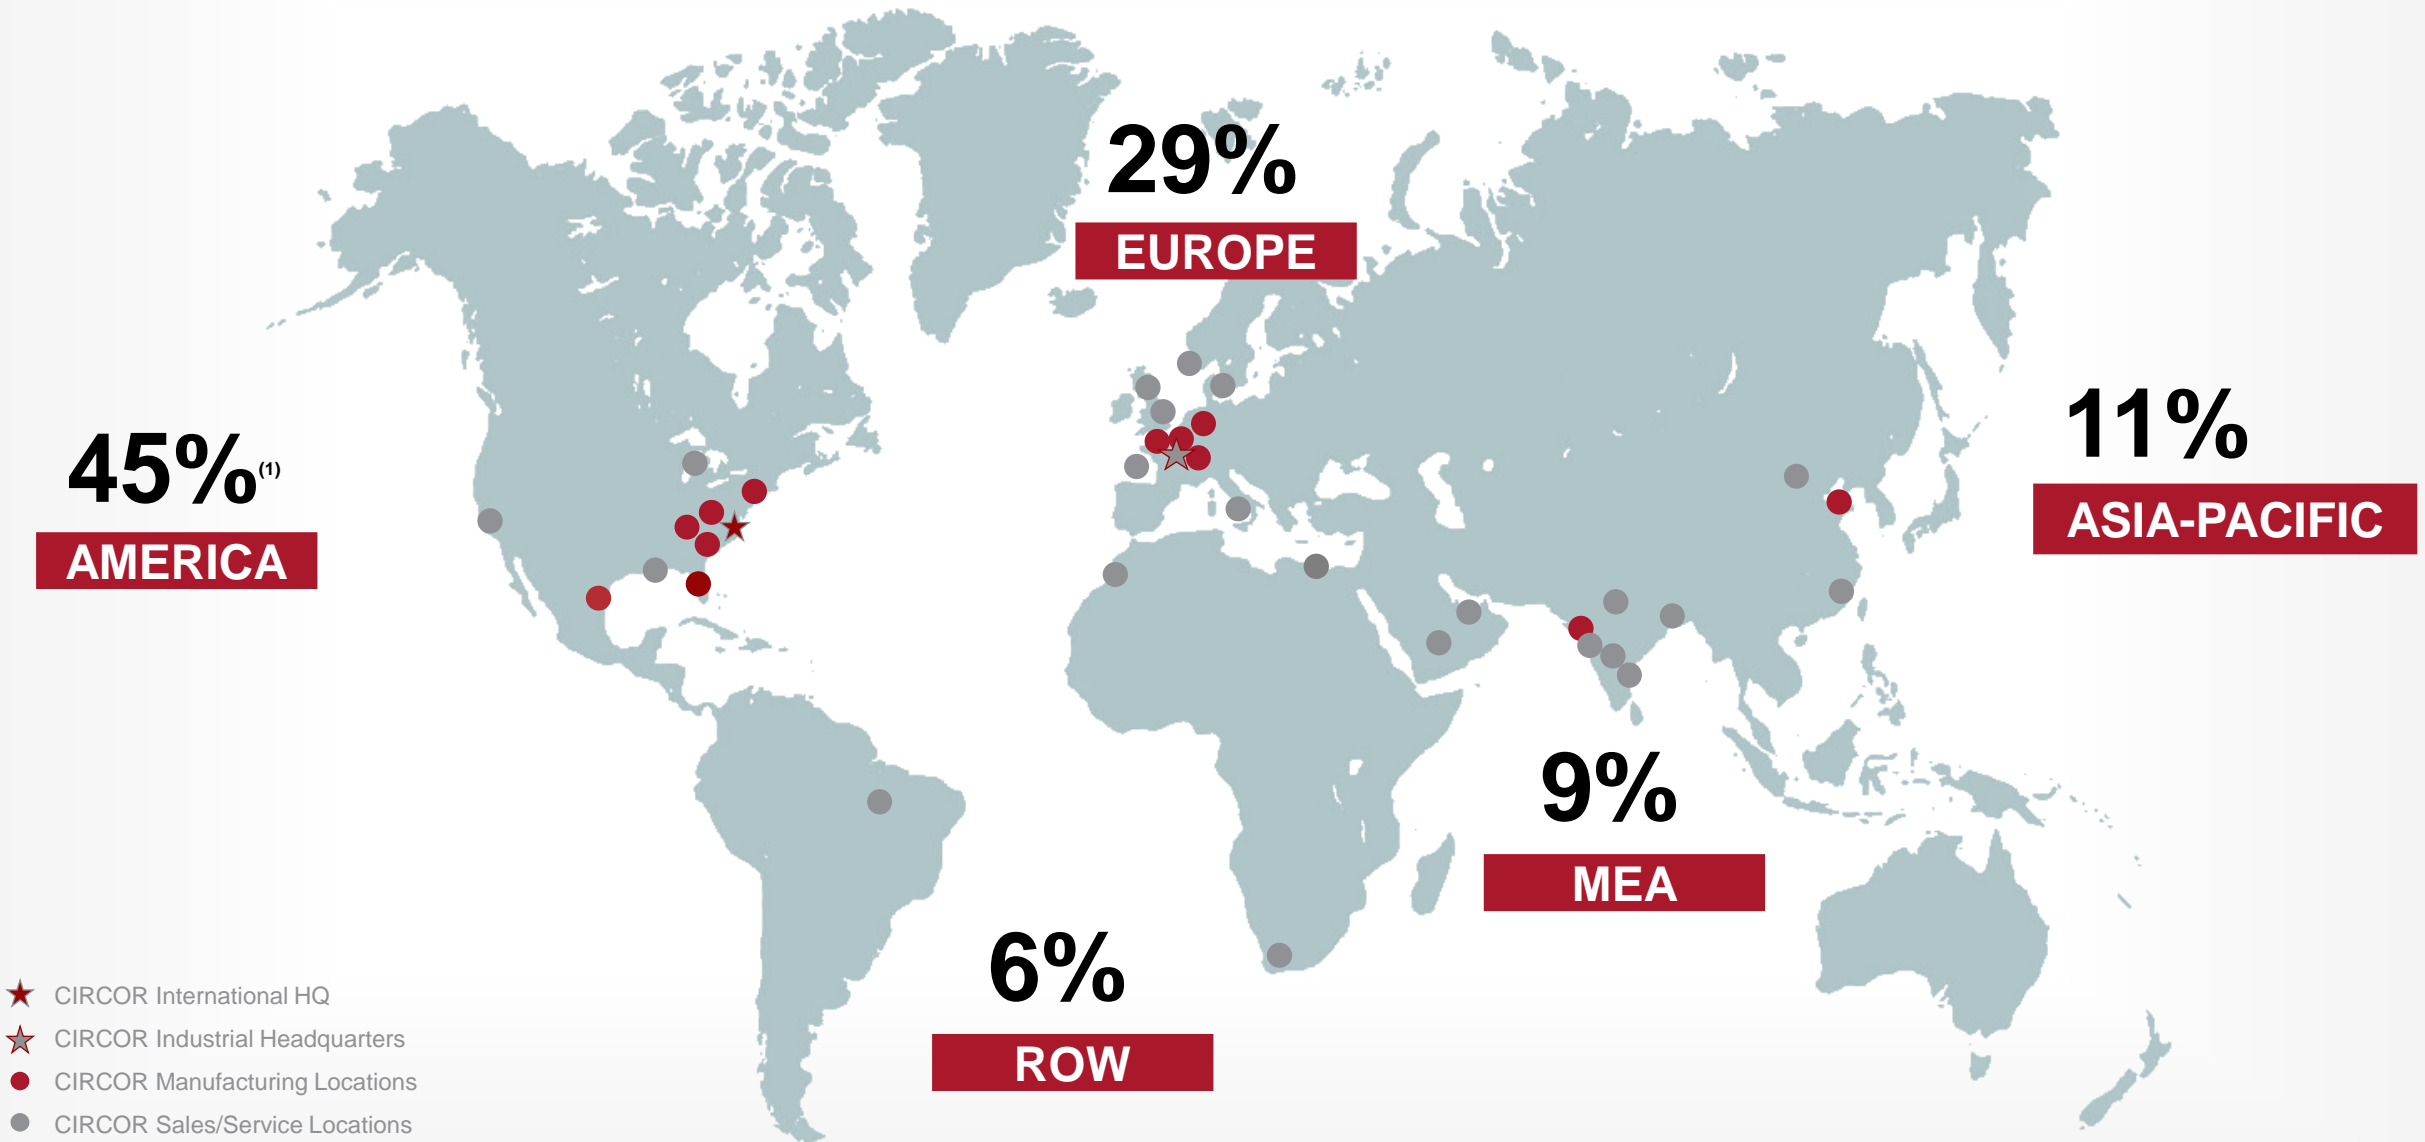 29%
EUROPE
45%(1)
AMERICA
11%
ASIA-PACIFIC
9%
MEA
6%
ROW
CIRCOR International HQ
CIRCOR Industrial Headquarters
CIRCOR Manufacturing Locations
CIRCOR Sales/Service Locations